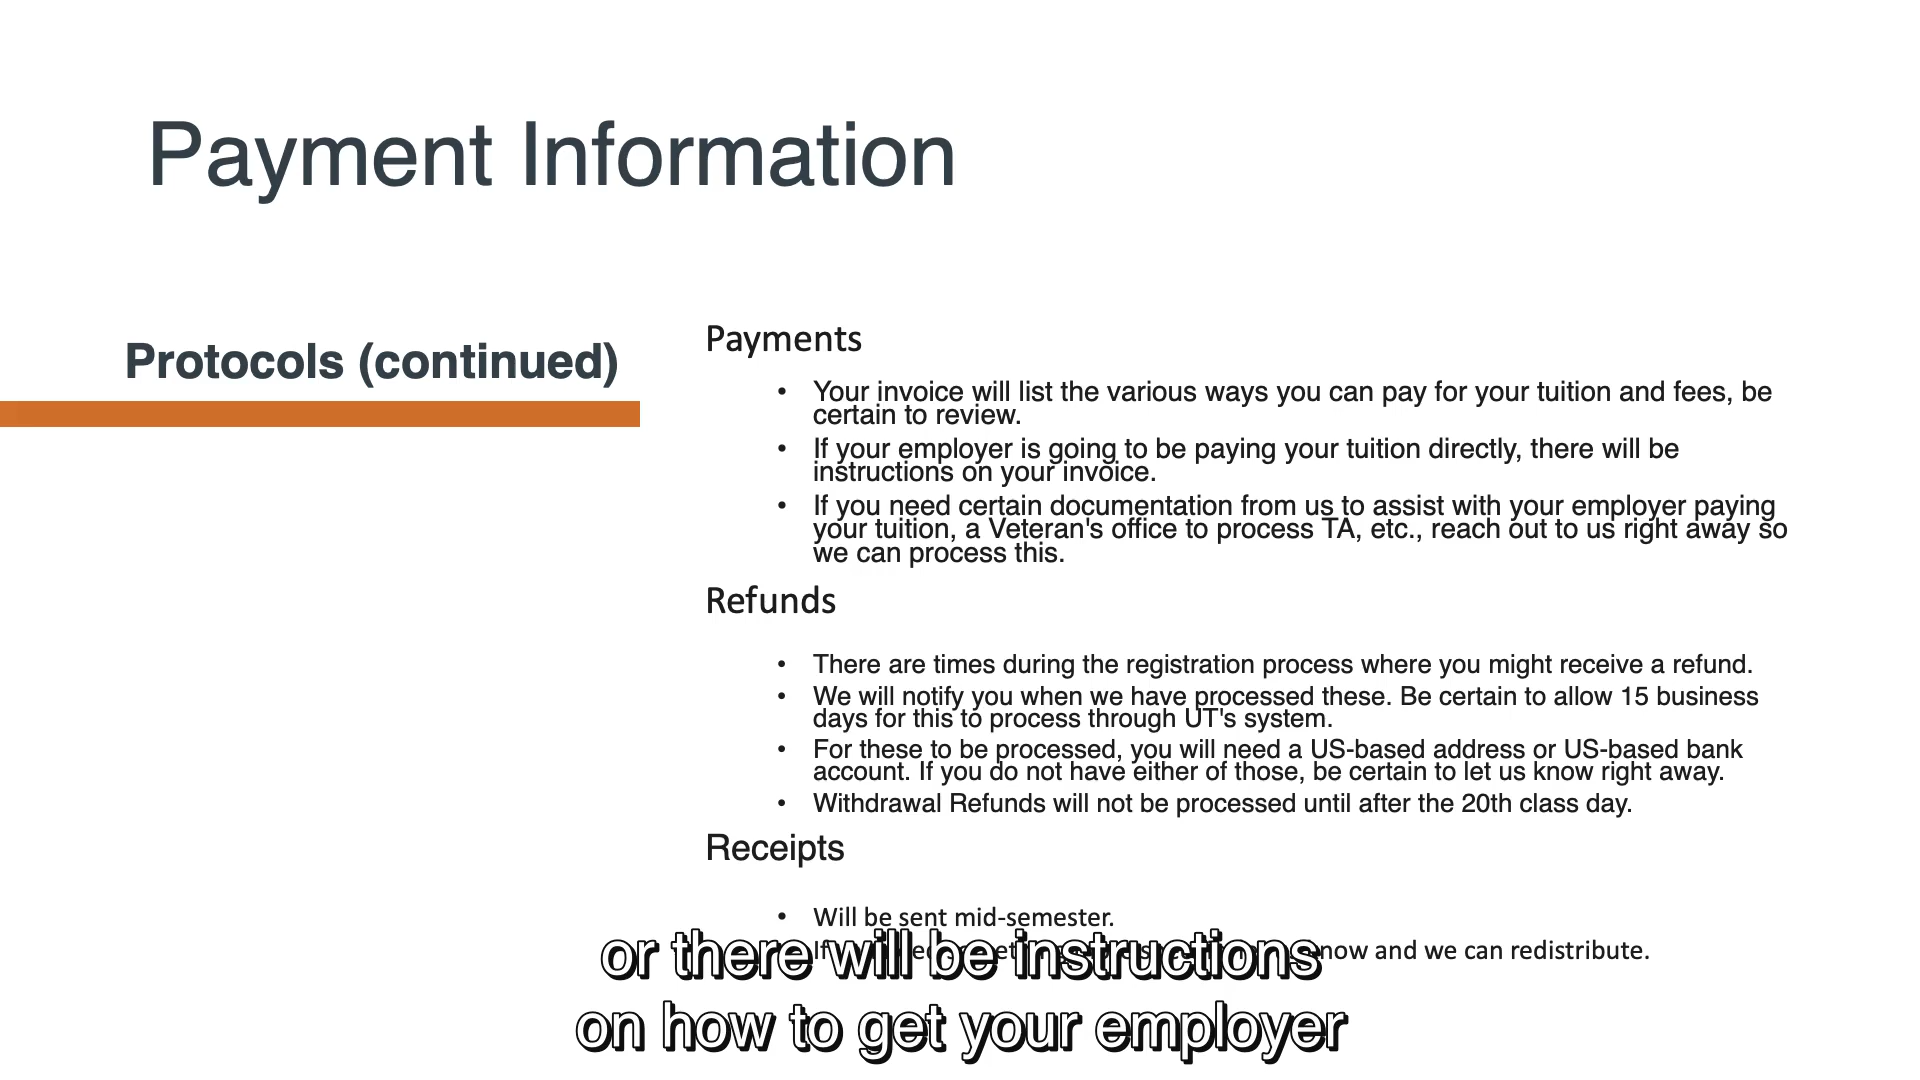 Payment Information
Protocols (continued)
Payments
• Your invoice will list the various ways you can pay for your tuition and fees, be
certain to review.
• If your employer is going to be paying your tuition directly, there will be
instructions on your invoice.
• If you need certain documentation from us to assist with your employer paying
your tuition, a Veteran's office to process TA, etc., reach out to us right away so
we can process this.
Refunds
• There are times during the registration process where you might receive a refund.
• We will notify you when we have processed these. Be certain to allow 15 business
days for this to process through UT's system.
• For these to be processed, you will need a US-based address or US-based bank
account. If you do not have either of those, be certain to let us know right away.
• Withdrawal Refunds will not be processed until after the 20th class day.
Receipts
• Will be sent mid-semester.
• If and we can redistribute.
or there will be instructions
on how to get your employer